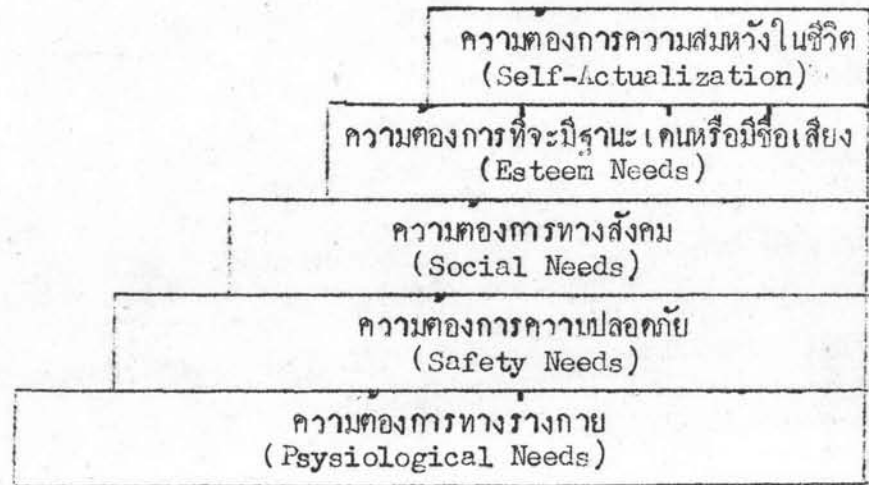 ความต้องการความสมหวังในชีวิต
(Self-Actualization)
ความต้องการที่จะมีฐานะเด่นหรือมีชื่อเสียง
(Esteem Needs)
ความต้องการทางสังคม
(Social Needs)
ความต้องการความปลอดภัย
(Safety Needs)
ความต้องการทางร่างกาย
(Psysiological Needs)